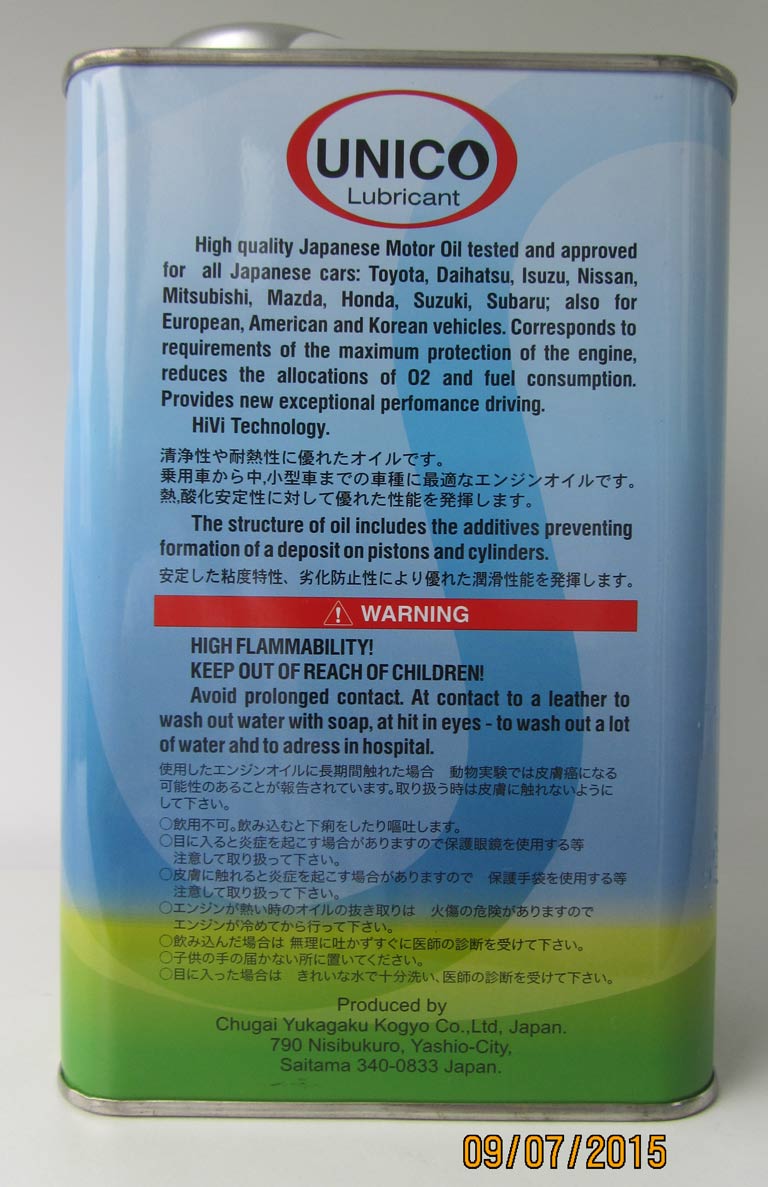 UNICO
Lubricant
High quality Japanese Motor Oil tested and approved
for all Japanese cars: Toyota, Daihatsu, Isuzu, Nissan,
Mitsubishi, Mazda, Honda, Suzuki, Subaru; also for
European, American and Korean vehicles. Corresponds to
requirements of the maximum protection of the engine,
reduces the allocations of O2 and fuel consumption.
Provides new exceptional perfomance driving.
HiVi Technology.
清浄性や耐熱性に優れたオイルです。
乗用車から中,小型車までの車種に最適なエンジンオイルです。
熱,酸化安定性に対して優れた性能を発揮します。
The structure of oil includes the additives preventing
formation of a deposit on pistons and cylinders.
安定した粘度特性、劣化防止性により優れた潤滑性能を発揮します。
WARNING
HIGH FLAMMABILITY!
KEEP OUT OF REACH OF CHILDREN!
Avoid prolonged contact. At contact to a leather to
wash out water with soap, at hit in eyes - to wash out a lot
of water ahd to adress in hospital.
使用したエンジンオイルに長期間触れた場合 動物実験では皮膚癌になる
可能性のあることが報告されています。取り扱う時は皮膚に触れないように
して下さい。
○飲用不可。飲み込むと下痢をしたり嘔吐します。
○目に入ると炎症を起こす場合がありますので保護眼鏡を使用する等
注意して取り扱って下さい。
○皮膚に触れると炎症を起こす場合がありますので 保護手袋を使用する等
注意して取り扱って下さい。
○エンジンが熱い時のオイルの抜き取りは 火傷の危険がありますので
エンジンが冷めてから行って下さい。
○飲み込んだ場合は 無理に吐かずすぐに医師の診断を受けて下さい。
○子供の手の届かない所に置いてください。
○目に入った場合は きれいな水で十分洗い、医師の診断を受けて下さい。
Produced by
Chugai Yukagaku Kogyo Co.,Ltd, Japan.
790 Nisibukuro, Yashio-City,
Saitama 340-0833 Japan.
09/07/2015